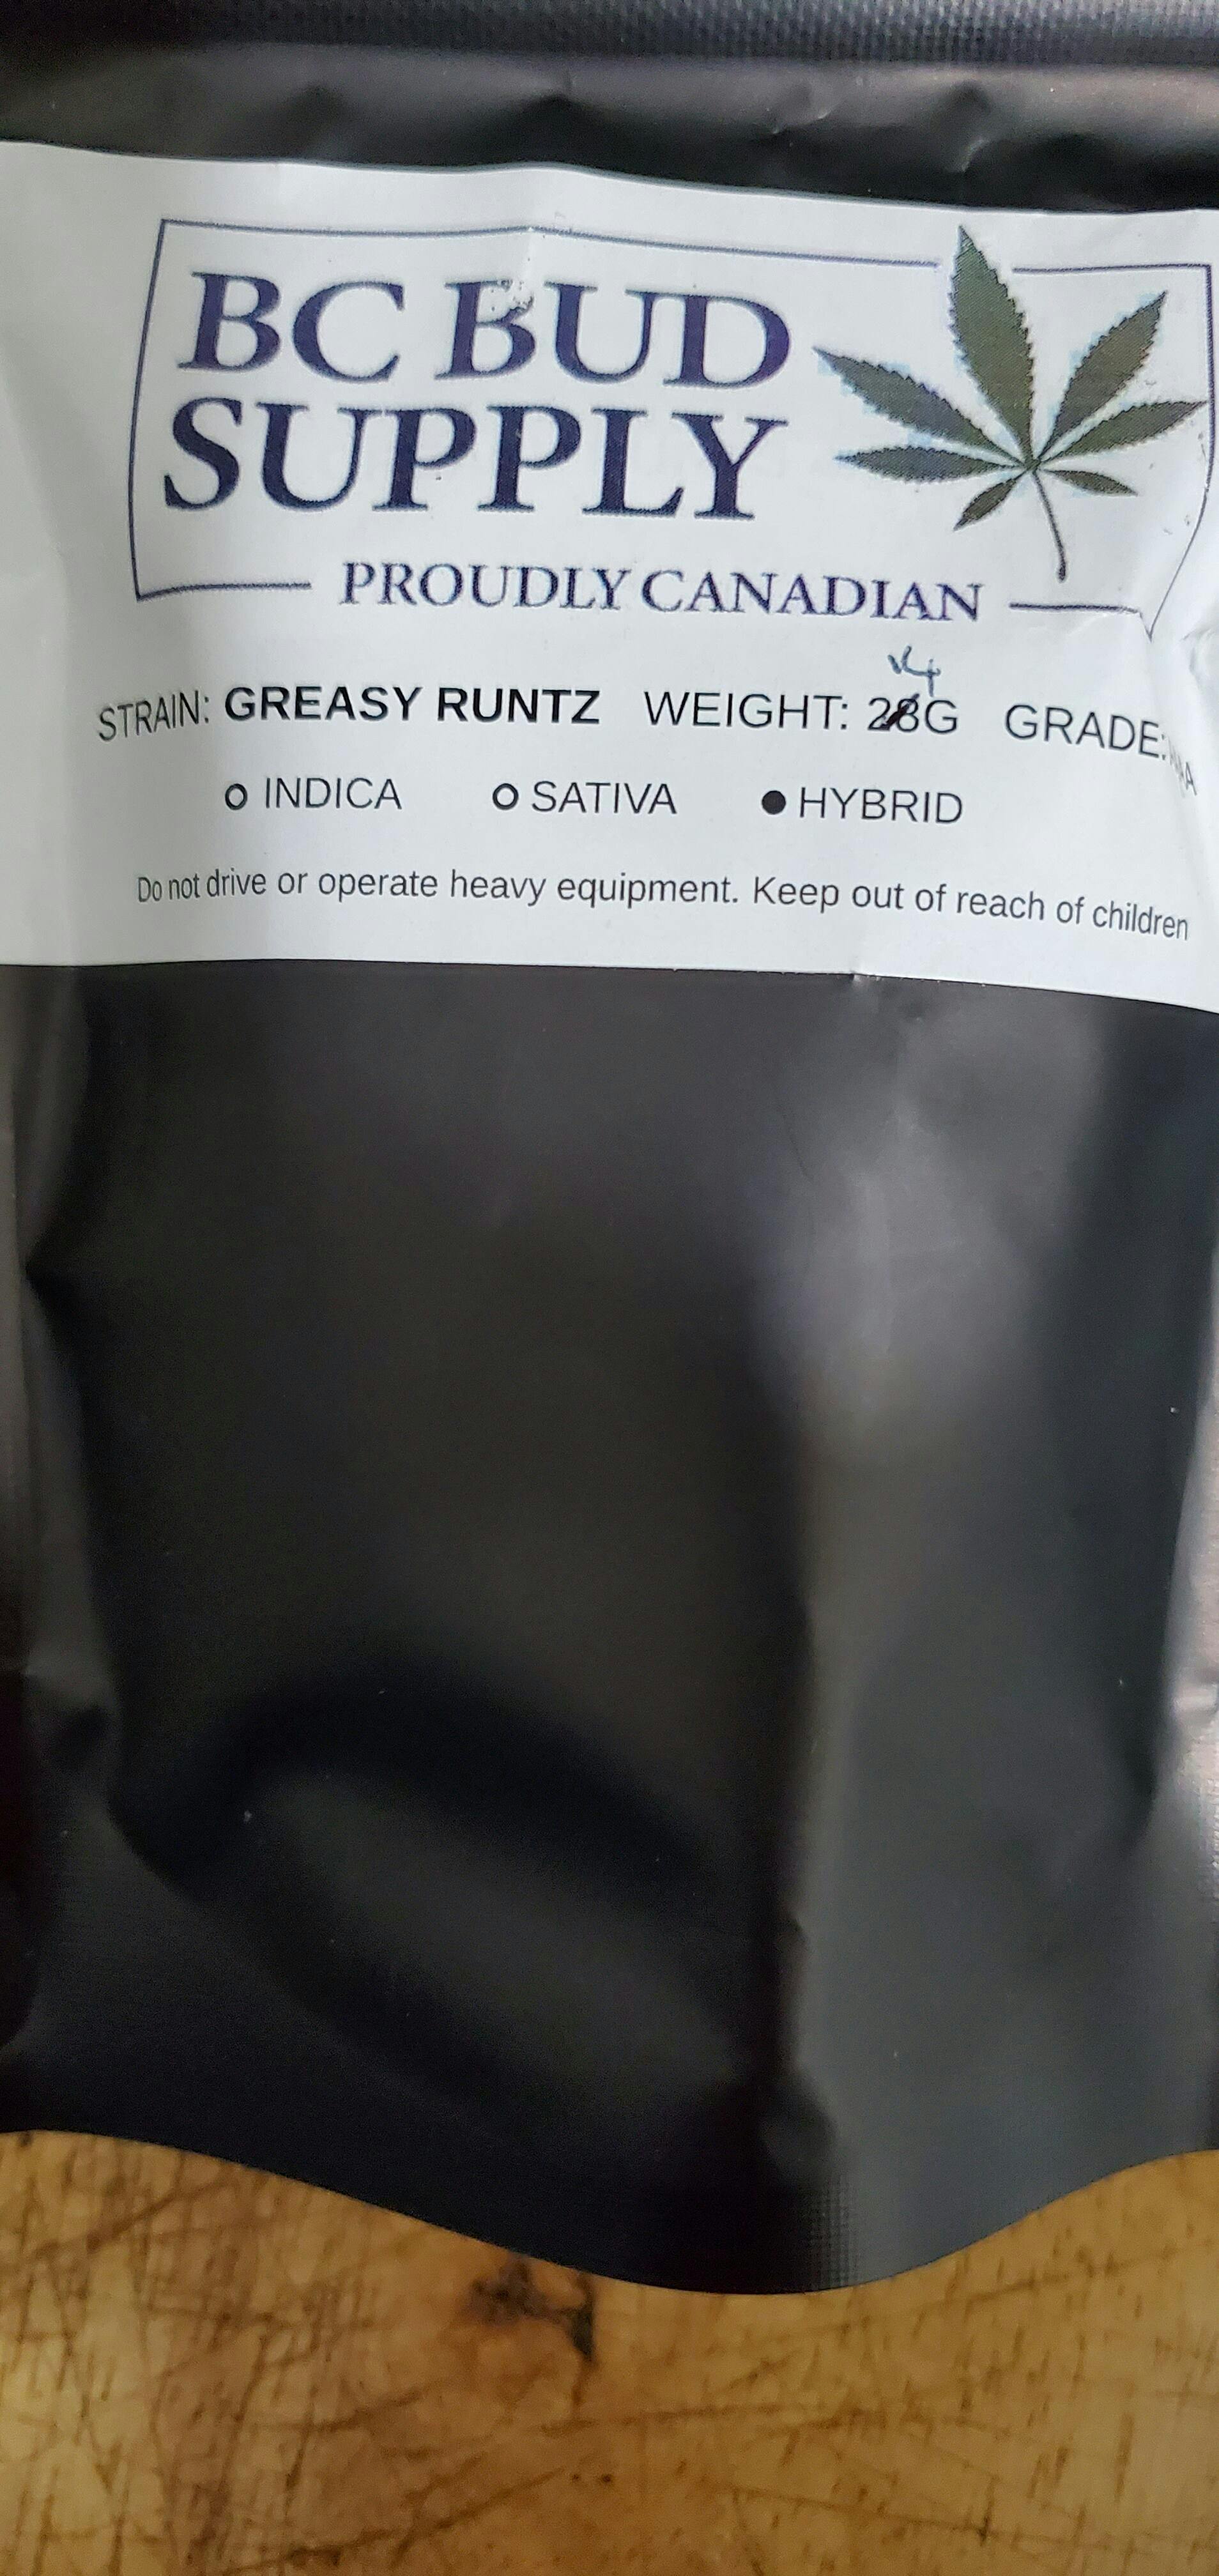 BC BUD
SUPPLY
PROUDLY CANADIAN
14
STRAIN: GREASY RUNTZ WEIGHT: 28G GRADE:
INDICA SATIVA HYBRID
Do not drive or operate heavy equipment. Keep out of reach of children